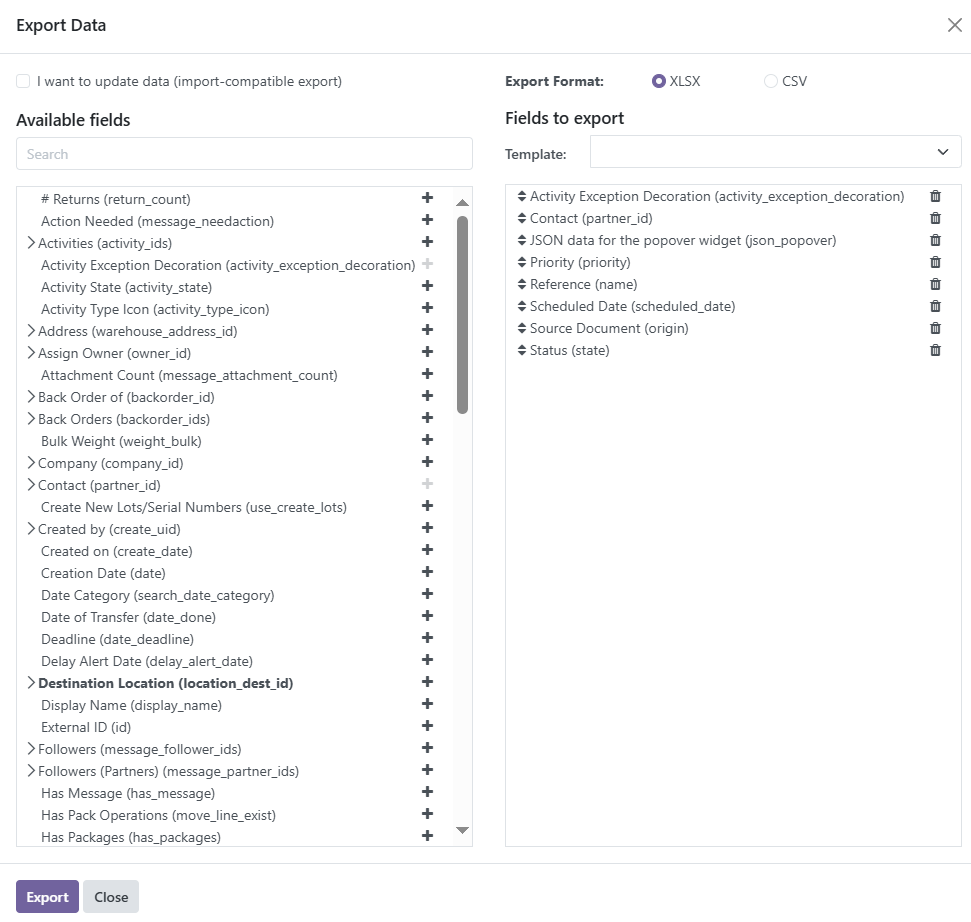 Export Data
I want to update data (import-compatible export)
Export Format:
XLSX
CSV
Available fields
Search
# Returns (return_count)
Action Needed (message_needaction)
Activities (activity_ids)
Activity Exception Decoration (activity_exception_decoration)
Activity State (activity_state)
Activity Type Icon (activity_type_icon)
Address (warehouse_address_id)
Assign Owner (owner_id)
Attachment Count (message_attachment_count)
Back Order of (backorder_id)
Back Orders (backorder_ids)
Bulk Weight (weight_bulk)
Company (company_id)
Contact (partner_id)
Create New Lots/Serial Numbers (use_create_lots)
Created by (create_uid)
Created on (create_date)
Creation Date (date)
Date Category (search_date_category)
Date of Transfer (date_done)
Deadline (date_deadline)
Delay Alert Date (delay_alert_date)
Destination Location (location_dest_id)
Display Name (display_name)
External ID (id)
Followers (message_follower_ids)
Followers (Partners) (message_partner_ids)
Has Message (has_message)
Has Pack Operations (move_line_exist)
Has Packages (has_packages)
Fields to export
Template:
Activity Exception Decoration (activity_exception_decoration)
Contact (partner_id)
JSON data for the popover widget (json_popover)
Priority (priority)
Reference (name)
Scheduled Date (scheduled_date)
Source Document (origin)
Status (state)
Export
Close